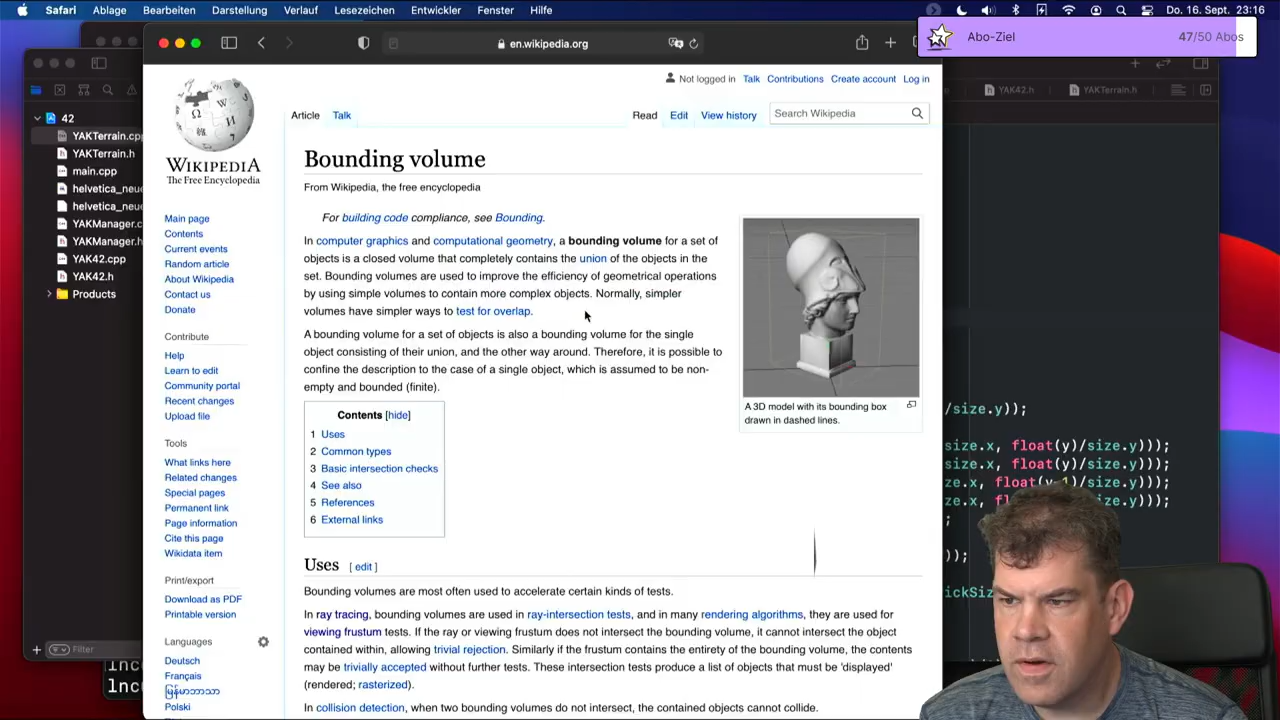 Safari Ablage Bearbeiten Darstellung Verlauf Lesezeichen Entwickler Fenster Hilfe
Do. 16. Sept. 23:16
Abo-Ziel 47/50 Abos
en.wikipedia.org
YAK42.h YAKTerrain.h
42
YAKTerrain.cpp
YAKTerrain.h
main.cpp
helvetica_neue
helvetica_neue
YAKManager.c
YAKManager.h
YAK42.cpp
YAK42.h
Products
Filter
WIKIPEDIA
The Free Encyclopedia
Main page
Contents
Current events
Random article
About Wikipedia
Contact us
Donate
Contribute
Help
Learn to edit
Community portal
Recent changes
Upload file
Tools
What links here
Related changes
Special pages
Permanent link
Page information
Cite this page
Wikidata item
Print/export
Download as PDF
Printable version
Languages
Deutsch
Français
မြန်မာဘာသာ
Polski
Not logged in Talk Contributions Create account Log in
Article Talk Read Edit View history Search Wikipedia
Bounding volume
From Wikipedia, the free encyclopedia
For building code compliance, see Bounding.
In computer graphics and computational geometry, a bounding volume for a set of
objects is a closed volume that completely contains the union of the objects in the
set. Bounding volumes are used to improve the efficiency of geometrical operations
by using simple volumes to contain more complex objects. Normally, simpler
volumes have simpler ways to test for overlap.
A bounding volume for a set of objects is also a bounding volume for the single
object consisting of their union, and the other way around. Therefore, it is possible to
confine the description to the case of a single object, which is assumed to be non-
empty and bounded (finite).
A 3D model with its bounding box
drawn in dashed lines.
Contents [hide]
1 Uses
2 Common types
3 Basic intersection checks
4 See also
5 References
6 External links
Uses [ edit ]
Bounding volumes are most often used to accelerate certain kinds of tests.
In ray tracing, bounding volumes are used in ray-intersection tests, and in many rendering algorithms, they are used for
viewing frustum tests. If the ray or viewing frustum does not intersect the bounding volume, it cannot intersect the object
contained within, allowing trivial rejection. Similarly if the frustum contains the entirety of the bounding volume, the contents
may be trivially accepted without further tests. These intersection tests produce a list of objects that must be 'displayed'
(rendered; rasterized).
In collision detection, when two bounding volumes do not intersect, the contained objects cannot collide.
/size.y));
size.x, float(y)/size.y)));
size.x, float(y)/size.y)));
size.x, float(y-1)/size.y)));
size.x, size.y)));
;
));
ickSiz